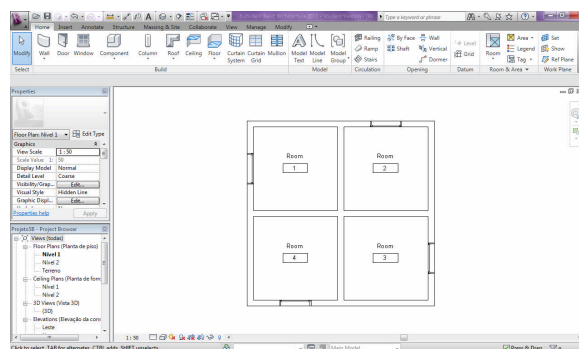 Type a keyword or phrase
Home Insert Annotate Structure Massing & Site Collaborate View Manage Modify
Modify Wall Door Window Component Column Roof Ceiling Floor Curtain System Curtain Grid Mullion Model Text Model Line Model Group
Railing By Face Wall
Ramp Shaft Vertical
Stairs Dormer
Level
Grid
Room
Area
Legend
Tag
Set
Show
Ref Plane
Select Build Model Circulation Opening Datum Room & Area Work Plane
Properties
Floor Plan: Nivel 1 Edit Type
Graphics
View Scale 1 : 50
Scale Value 1: 50
Display Model Normal
Detail Level Coarse
Visibility/Grap... Edit...
Visual Style Hidden Line
Graphic Displ... Edit...
Properties help Apply
Projeto3B - Project Browser
Views (todas)
Floor Plans (Planta de piso)
Nivel 1
Nivel 2
Terreno
Ceiling Plans (Planta de forro
Nivel 1
Nivel 2
3D Views (Vista 3D)
{3D}
Elevations (Elevação da cons
Leste
Room
1
Room
2
Room
4
Room
3
1 : 50
Click to select, TAB for alternates, CTRL adds, SHIFT unselects.
Main Model
Press & Drag